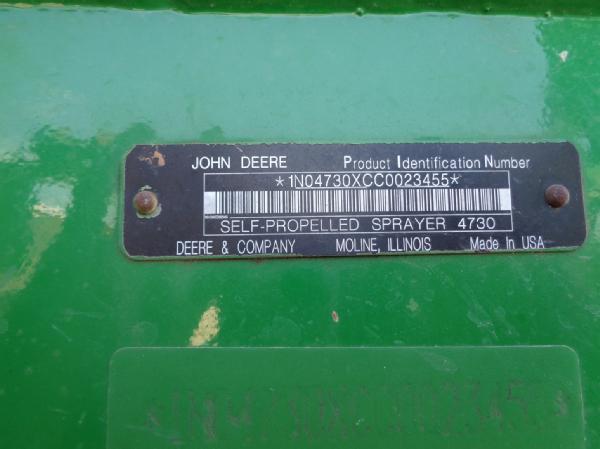 JOHN DEERE Product Identification Number
*1N04730XCC0023455*
SELF-PROPELLED SPRAYER 4730
DEERE & COMPANY MOLINE, ILLINOIS Made In USA